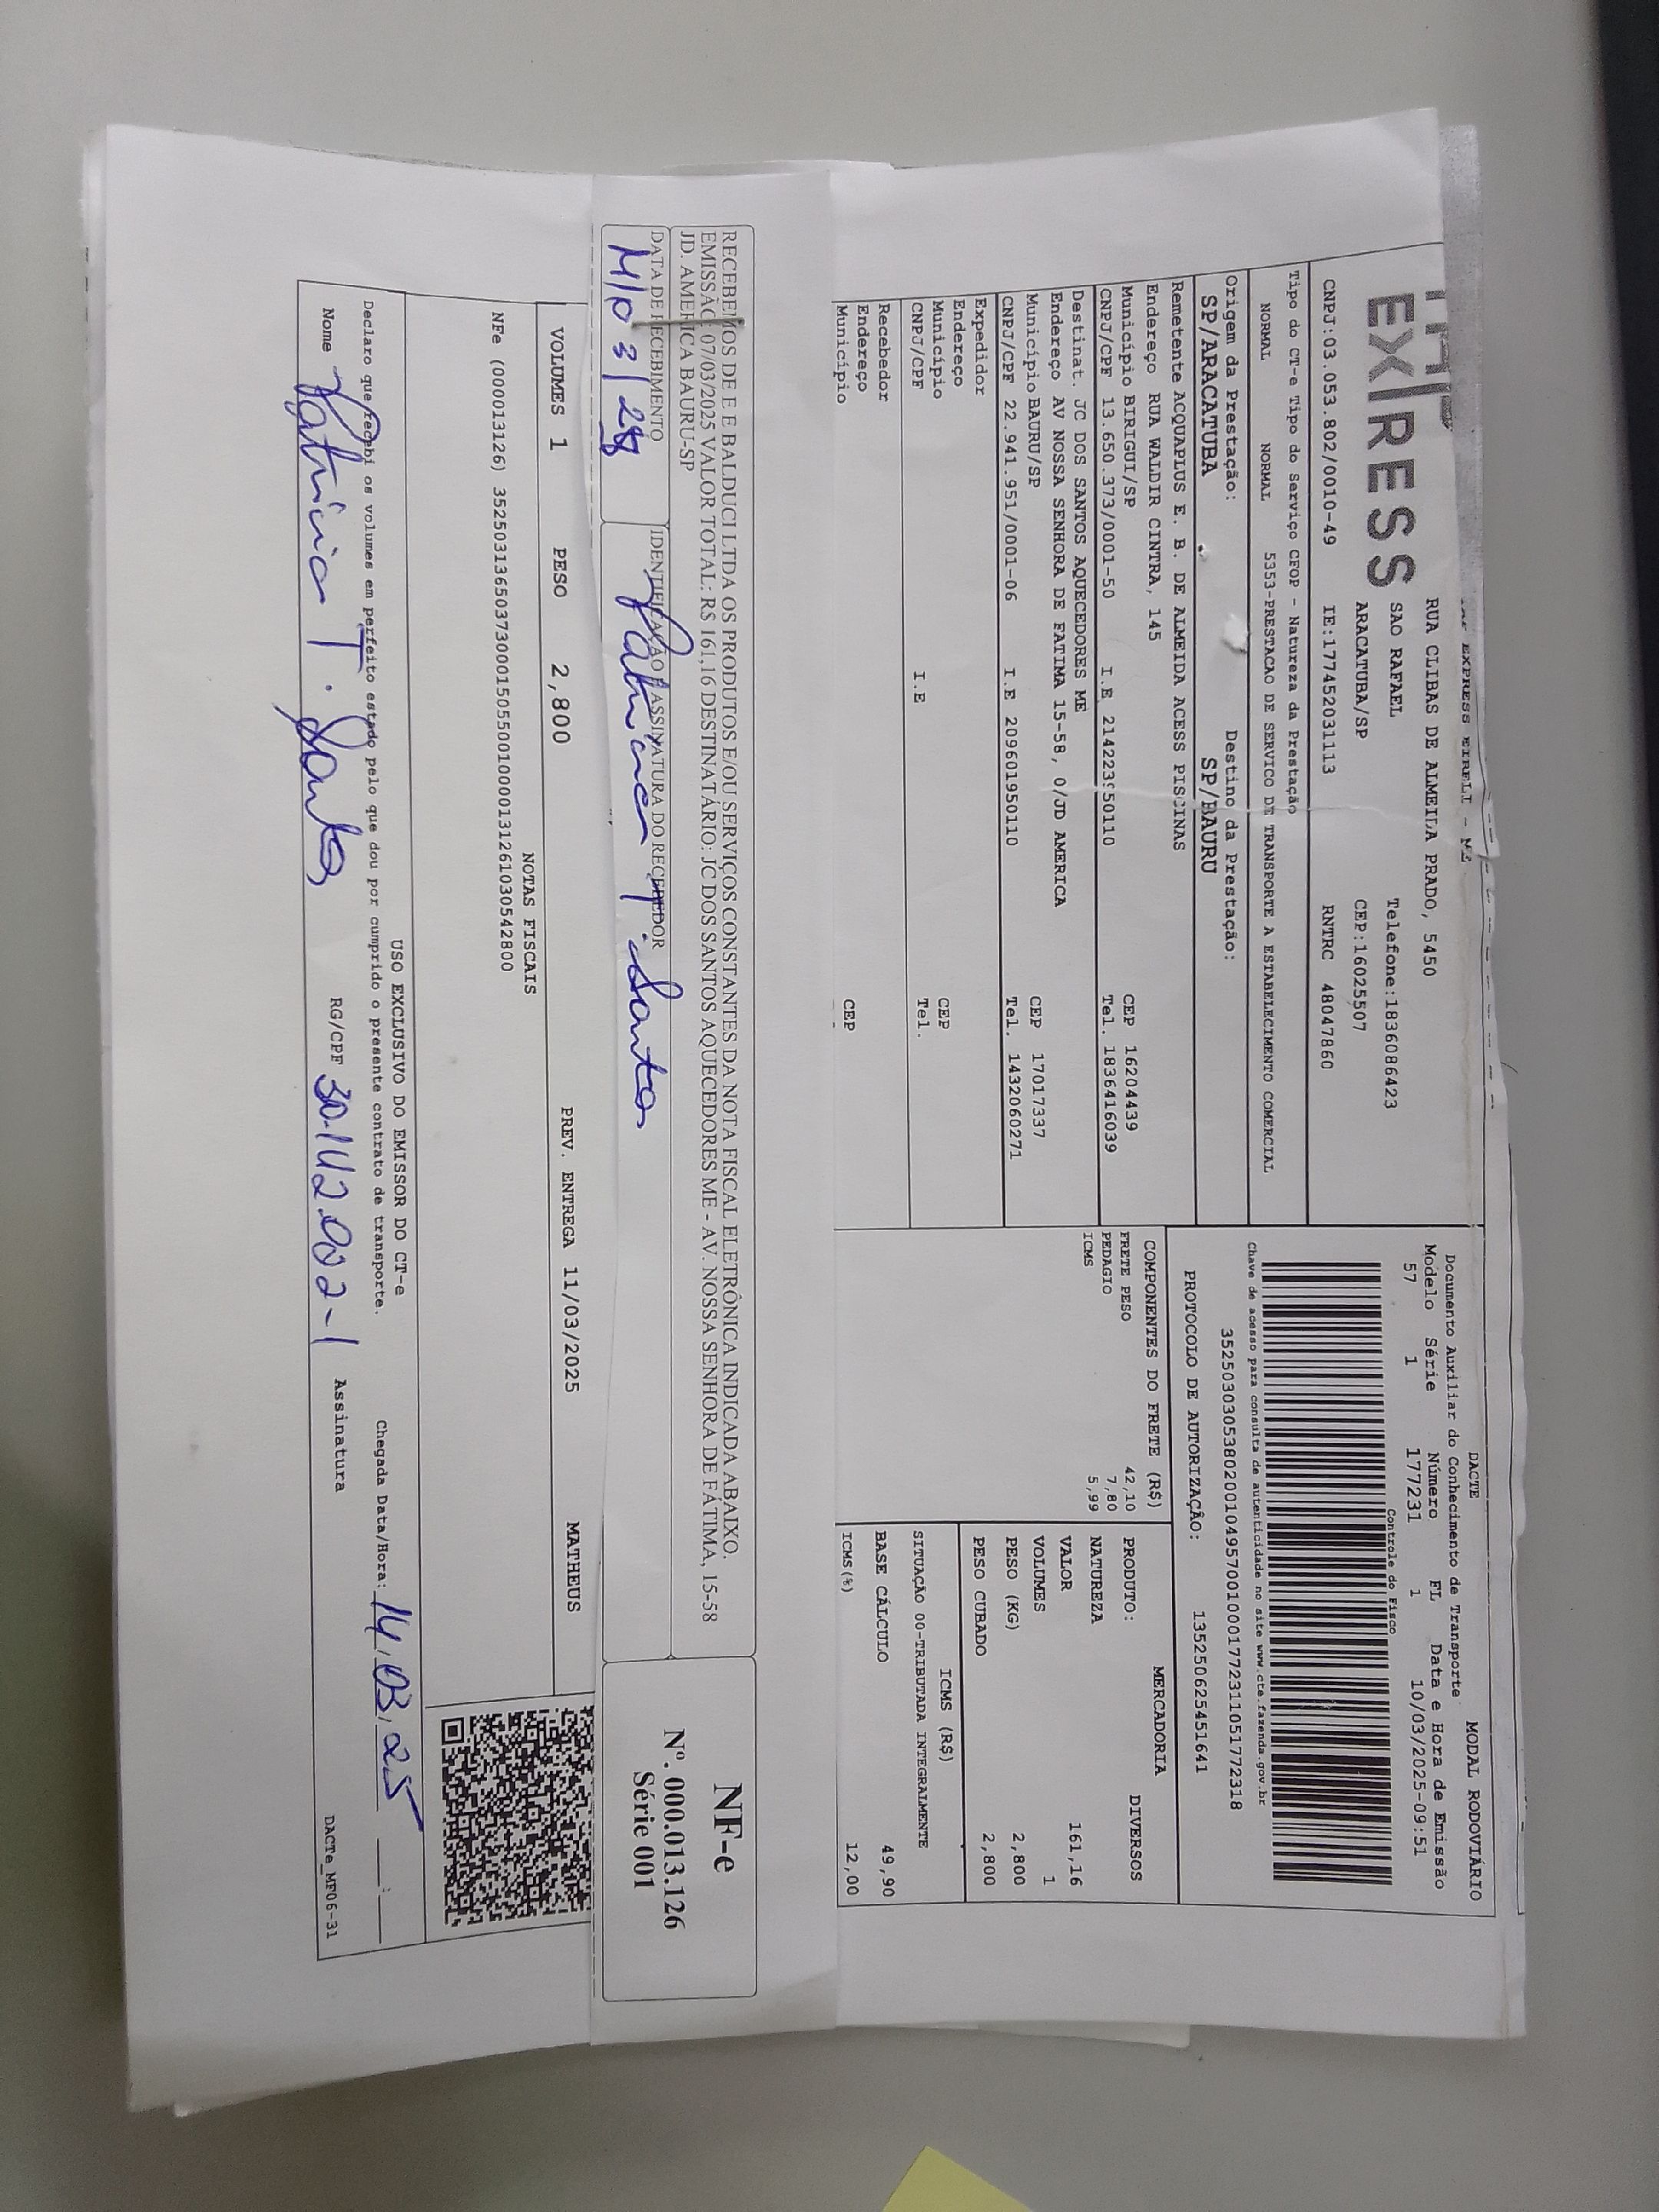 EXPRESS EIRELI - ME
EXPRESS
RUA CLIBAS DE ALMEILA PRADO, 5450
SAO RAFAEL
Telefone:1836086423
ARACATUBA/SP
CEP:16025507
CNPJ:03.053.802/0010-49 IE:177452031113 RNTRC 48047860
Tipo do CT-e Tipo do Serviço CFOP - Natureza da Prestação
NORMAL NORMAL 5353-PRESTACAO DE SERVICO DE TRANSPORTE A ESTABELECIMENTO COMERCIAL
Origem da Prestação: Destino da Prestação:
SP/ARACATUBA SP/BAURU
Remetente ACQUAPLUS E. B. DE ALMEIDA ACESS PISCINAS
Endereço RUA WALDIR CINTRA, 145
Município BIRIGUI/SP CEP 16204439
CNPJ/CPF 13.650.373/0001-50 I.E 214223550110 Tel. 1836416039
Destinat. JC DOS SANTOS AQUECEDORES ME
Endereço AV NOSSA SENHORA DE FATIMA 15-58, 0/JD AMERICA
Município BAURU/SP CEP 17017337
CNPJ/CPF 22.941.951/0001-06 I.E 209601950110 Tel. 1432060271
Expedidor
Endereço
Município CEP
CNPJ/CPF I.E Tel.
Recebedor
Endereço
Município CEP
DACTE MODAL RODOVIÁRIO
Documento Auxiliar do Conhecimento de Transporte
Modelo Série Número FL Data e Hora de Emissão
57 1 177231 1 10/03/2025-09:51
Controle do Fisco
Chave de acesso para consulta de autenticidade no site www.cte.fazenda.gov.br
35250303053802001049570010001772311051772318
PROTOCOLO DE AUTORIZAÇÃO: 135250625451641
COMPONENTES DO FRETE (R$)
FRETE PESO 42,10
PEDAGIO 7,80
ICMS 5,99
MERCADORIA
PRODUTO: DIVERSOS
NATUREZA
VALOR 161,16
VOLUMES 1
PESO (KG) 2,800
PESO CUBADO 2,800
ICMS (R$)
SITUAÇÃO 00-TRIBUTADA INTEGRALMENTE
BASE CÁLCULO 49,90
ICMS(%) 12,00
RECEBEMOS DE E E BALDUCI LTDA OS PRODUTOS E/OU SERVIÇOS CONSTANTES DA NOTA FISCAL ELETRÔNICA INDICADA ABAIXO.
EMISSÃO: 07/03/2025 VALOR TOTAL: R$ 161,16 DESTINATÁRIO: JC DOS SANTOS AQUECEDORES ME - AV. NOSSA SENHORA DE FÁTIMA, 15-58
JD. AMERICA BAURU-SP
DATA DE RECEBIMENTO IDENTIFICAÇÃO E ASSINATURA DO RECEBEDOR
Patrícia T. Santos
NF-e
Nº. 000.013.126
Série 001
VOLUMES 1 PESO 2,800 PREV. ENTREGA 11/03/2025 MATHEUS
NOTAS FISCAIS
NFe (000013126) 35250313650373000150550010000131261030542800
USO EXCLUSIVO DO EMISSOR DO CT-e
Declaro que recebi os volumes em perfeito estado pelo que dou por cumprido o presente contrato de transporte. Chegada Data/Hora: 14/03/25
Nome Patrícia T. Santos RG/CPF 30.142.002-1 Assinatura
DACTe_MF06-31